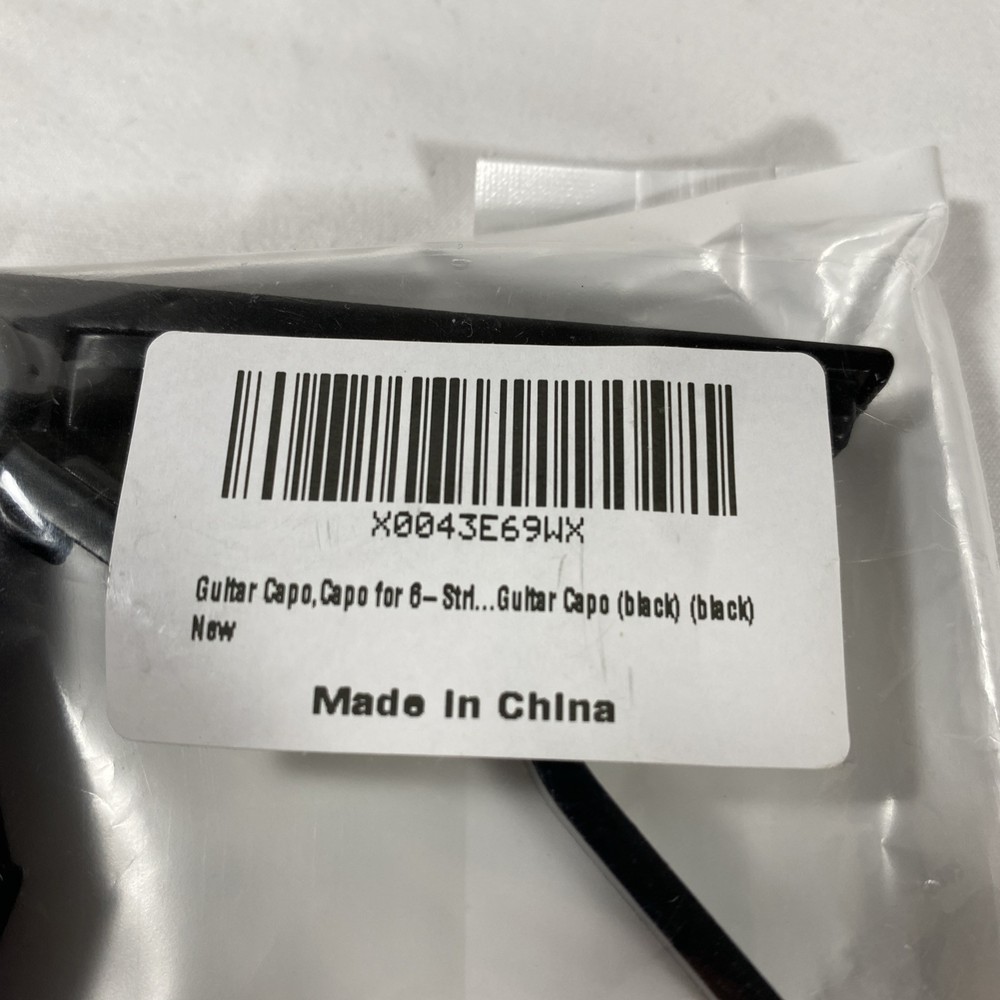 X0043E69WX
Guitar Capo,Capo for 6-Stri...Guitar Capo (black) (black)
New
Made In China